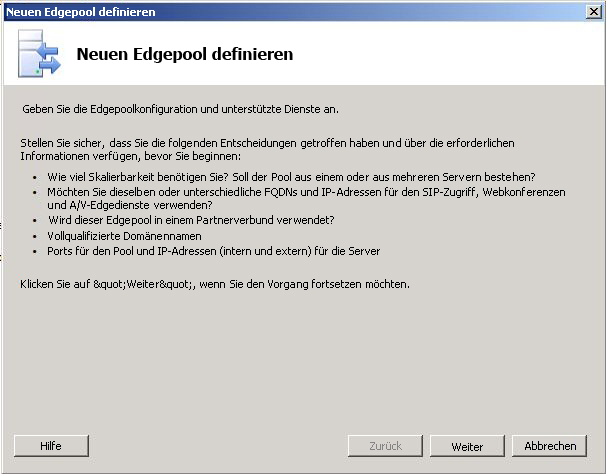 Neuen Edgepool definieren
Neuen Edgepool definieren
Geben Sie die Edgepoolkonfiguration und unterstützte Dienste an.
Stellen Sie sicher, dass Sie die folgenden Entscheidungen getroffen haben und über die erforderlichen
Informationen verfügen, bevor Sie beginnen:
• Wie viel Skalierbarkeit benötigen Sie? Soll der Pool aus einem oder aus mehreren Servern bestehen?
• Möchten Sie dieselben oder unterschiedliche FQDNs und IP-Adressen für den SIP-Zugriff, Webkonferenzen
und A/V-Edgedienste verwenden?
• Wird dieser Edgepool in einem Partnerverbund verwendet?
• Vollqualifizierte Domänennamen
• Ports für den Pool und IP-Adressen (intern und extern) für die Server
Klicken Sie auf &quot;Weiter&quot;, wenn Sie den Vorgang fortsetzen möchten.
Hilfe
Zurück
Weiter
Abbrechen